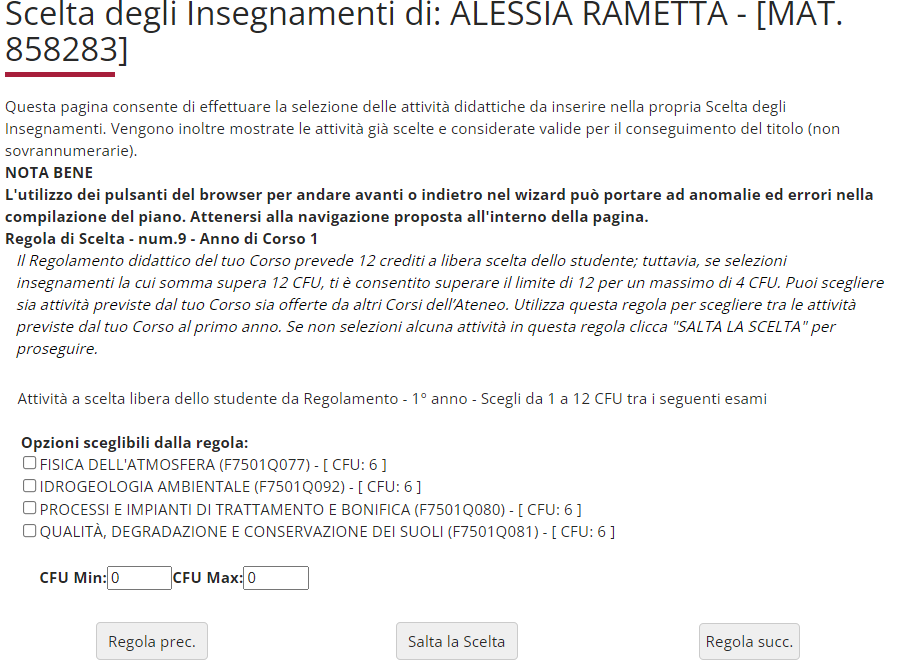 Scelta degli Insegnamenti di: ALESSIA RAMETTA - [MAT.
858283]
Questa pagina consente di effettuare la selezione delle attività didattiche da inserire nella propria Scelta degli
Insegnamenti. Vengono inoltre mostrate le attività già scelte e considerate valide per il conseguimento del titolo (non
sovrannumerarie).
NOTA BENE
L'utilizzo dei pulsanti del browser per andare avanti o indietro nel wizard può portare ad anomalie ed errori nella
compilazione del piano. Attenersi alla navigazione proposta all'interno della pagina.
Regola di Scelta - num.9 - Anno di Corso 1
Il Regolamento didattico del tuo Corso prevede 12 crediti a libera scelta dello studente; tuttavia, se selezioni
insegnamenti la cui somma supera 12 CFU, ti è consentito superare il limite di 12 per un massimo di 4 CFU. Puoi scegliere
sia attività previste dal tuo Corso sia offerte da altri Corsi dell’Ateneo. Utilizza questa regola per scegliere tra le attività
previste dal tuo Corso al primo anno. Se non selezioni alcuna attività in questa regola clicca "SALTA LA SCELTA" per
proseguire.
Attività a scelta libera dello studente da Regolamento - 1° anno - Scegli da 1 a 12 CFU tra i seguenti esami
Opzioni sceglibili dalla regola:
FISICA DELL'ATMOSFERA (F7501Q077) - [ CFU: 6 ]
IDROGEOLOGIA AMBIENTALE (F7501Q092) - [ CFU: 6 ]
PROCESSI E IMPIANTI DI TRATTAMENTO E BONIFICA (F7501Q080) - [ CFU: 6 ]
QUALITÀ, DEGRADAZIONE E CONSERVAZIONE DEI SUOLI (F7501Q081) - [ CFU: 6 ]
CFU Min: 0 CFU Max: 0
Regola prec. Salta la Scelta Regola succ.